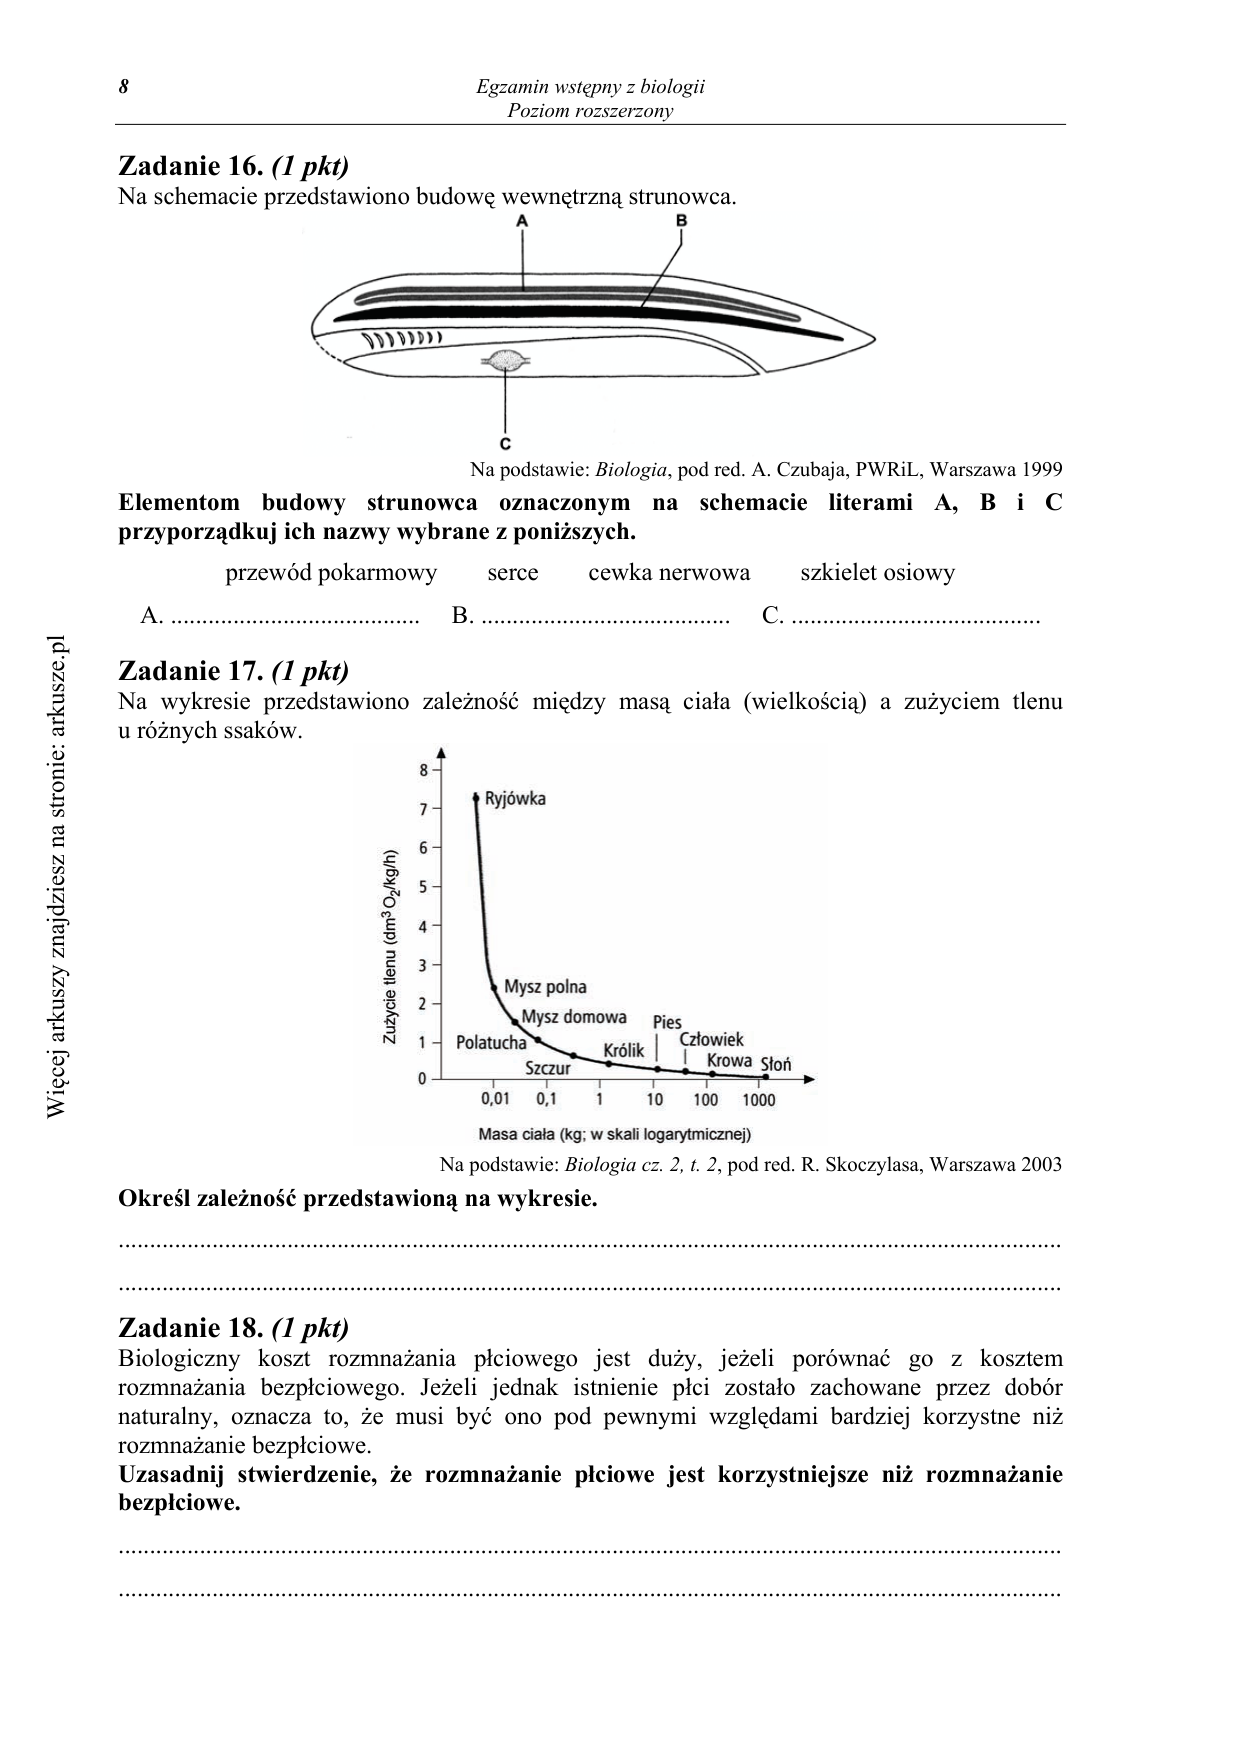 8
Egzamin wstępny z biologii
Poziom rozszerzony
Zadanie 16. (1 pkt)
Na schemacie przedstawiono budowę wewnętrzną strunowca.
A
B
C
Na podstawie: Biologia, pod red. A. Czubaja, PWRiL, Warszawa 1999
Elementom budowy strunowca oznaczonym na schemacie literami A, B i C
przyporządkuj ich nazwy wybrane z poniższych.
przewód pokarmowy serce cewka nerwowa szkielet osiowy
A. ........................................ B. ........................................ C. ........................................
Zadanie 17. (1 pkt)
Na wykresie przedstawiono zależność między masą ciała (wielkością) a zużyciem tlenu
u różnych ssaków.
Zużycie tlenu (dm³O₂/kg/h)
8
7
6
5
4
3
2
1
0
Ryjówka
Mysz polna
Mysz domowa
Polatucha
Szczur
Królik
Pies
Człowiek
Krowa
Słoń
0,01 0,1 1 10 100 1000
Masa ciała (kg; w skali logarytmicznej)
Na podstawie: Biologia cz. 2, t. 2, pod red. R. Skoczylasa, Warszawa 2003
Określ zależność przedstawioną na wykresie.
........................................................................................................................................................
........................................................................................................................................................
Zadanie 18. (1 pkt)
Biologiczny koszt rozmnażania płciowego jest duży, jeżeli porównać go z kosztem
rozmnażania bezpłciowego. Jeżeli jednak istnienie płci zostało zachowane przez dobór
naturalny, oznacza to, że musi być ono pod pewnymi względami bardziej korzystne niż
rozmnażanie bezpłciowe.
Uzasadnij stwierdzenie, że rozmnażanie płciowe jest korzystniejsze niż rozmnażanie
bezpłciowe.
........................................................................................................................................................
........................................................................................................................................................
Więcej arkuszy znajdziesz na stronie: arkusze.pl